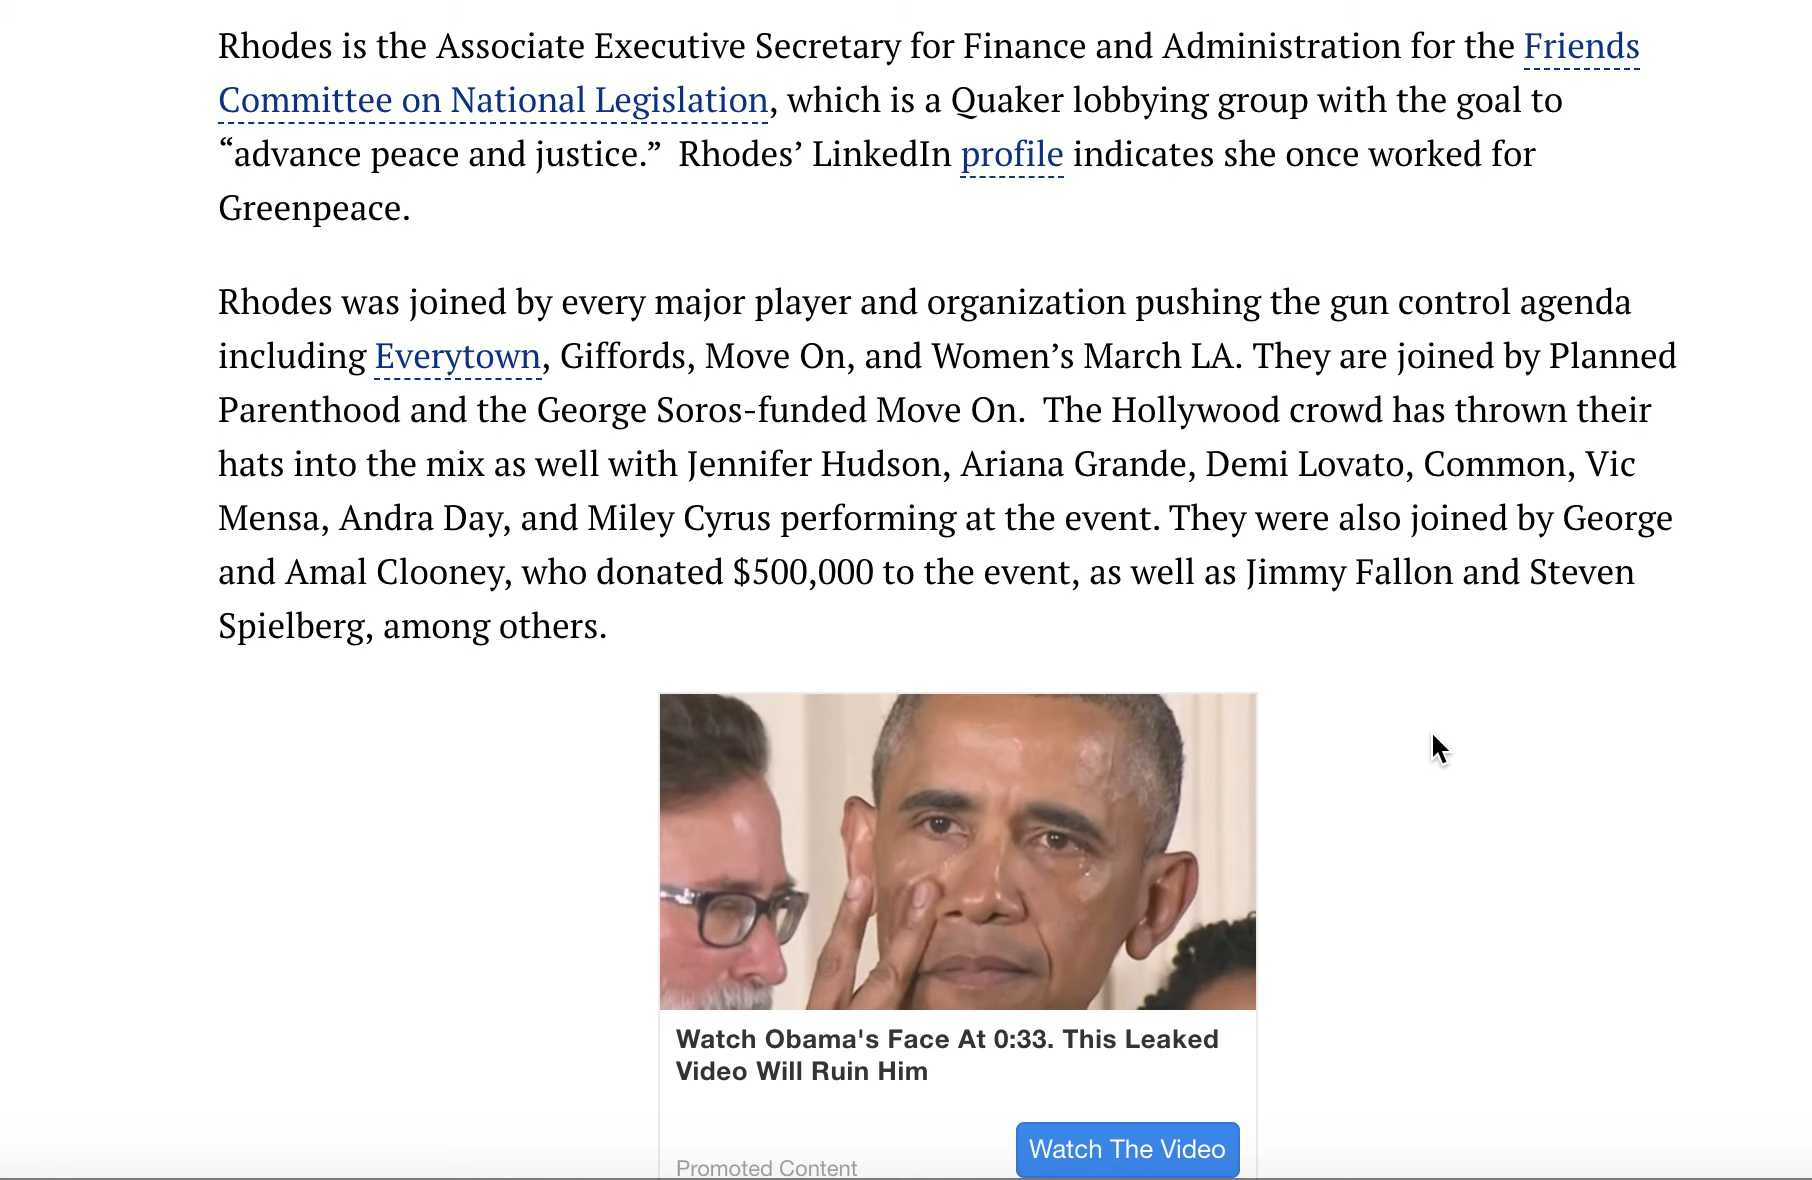 Rhodes is the Associate Executive Secretary for Finance and Administration for the Friends
Committee on National Legislation, which is a Quaker lobbying group with the goal to
“advance peace and justice.”  Rhodes’ LinkedIn profile indicates she once worked for
Greenpeace.
Rhodes was joined by every major player and organization pushing the gun control agenda
including Everytown, Giffords, Move On, and Women’s March LA. They are joined by Planned
Parenthood and the George Soros-funded Move On.  The Hollywood crowd has thrown their
hats into the mix as well with Jennifer Hudson, Ariana Grande, Demi Lovato, Common, Vic
Mensa, Andra Day, and Miley Cyrus performing at the event. They were also joined by George
and Amal Clooney, who donated $500,000 to the event, as well as Jimmy Fallon and Steven
Spielberg, among others.
Watch Obama's Face At 0:33. This Leaked
Video Will Ruin Him
Watch The Video
Promoted Content